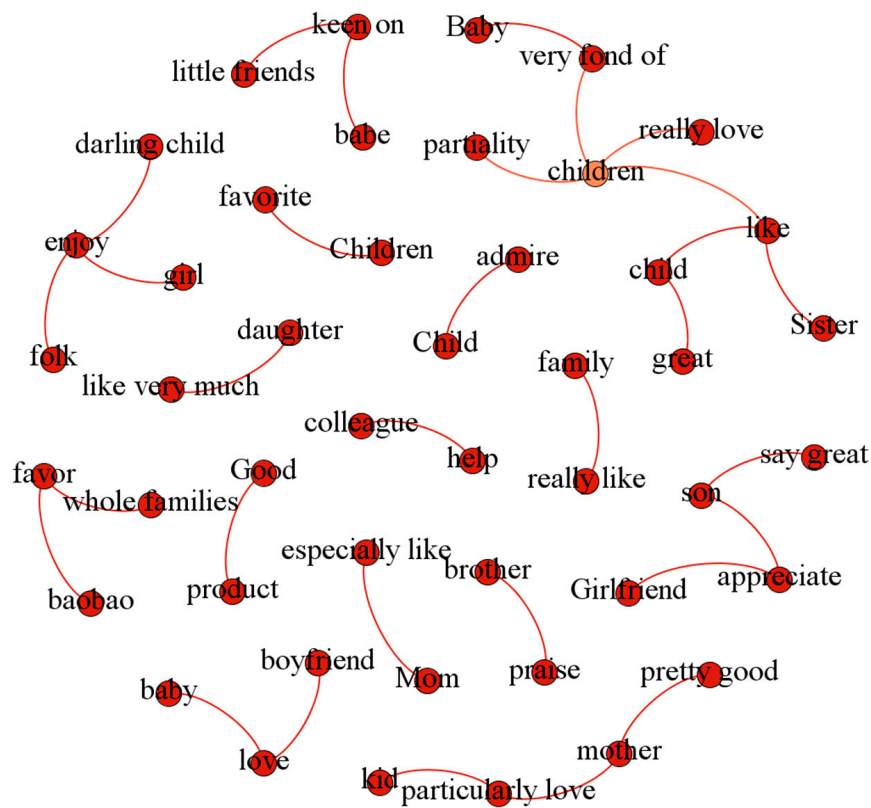 keen on
Baby
very fond of
little friends
babe
really love
darling child
partiality
children
favorite
like
enjoy
Children
admire
child
girl
Sister
daughter
Child
folk
great
family
like very much
colleague
say great
help
favor
Good
really like
son
whole families
especially like
brother
appreciate
baobao
product
Girlfriend
boyfriend
praise
pretty good
Mom
baby
mother
love
kid
particularly love